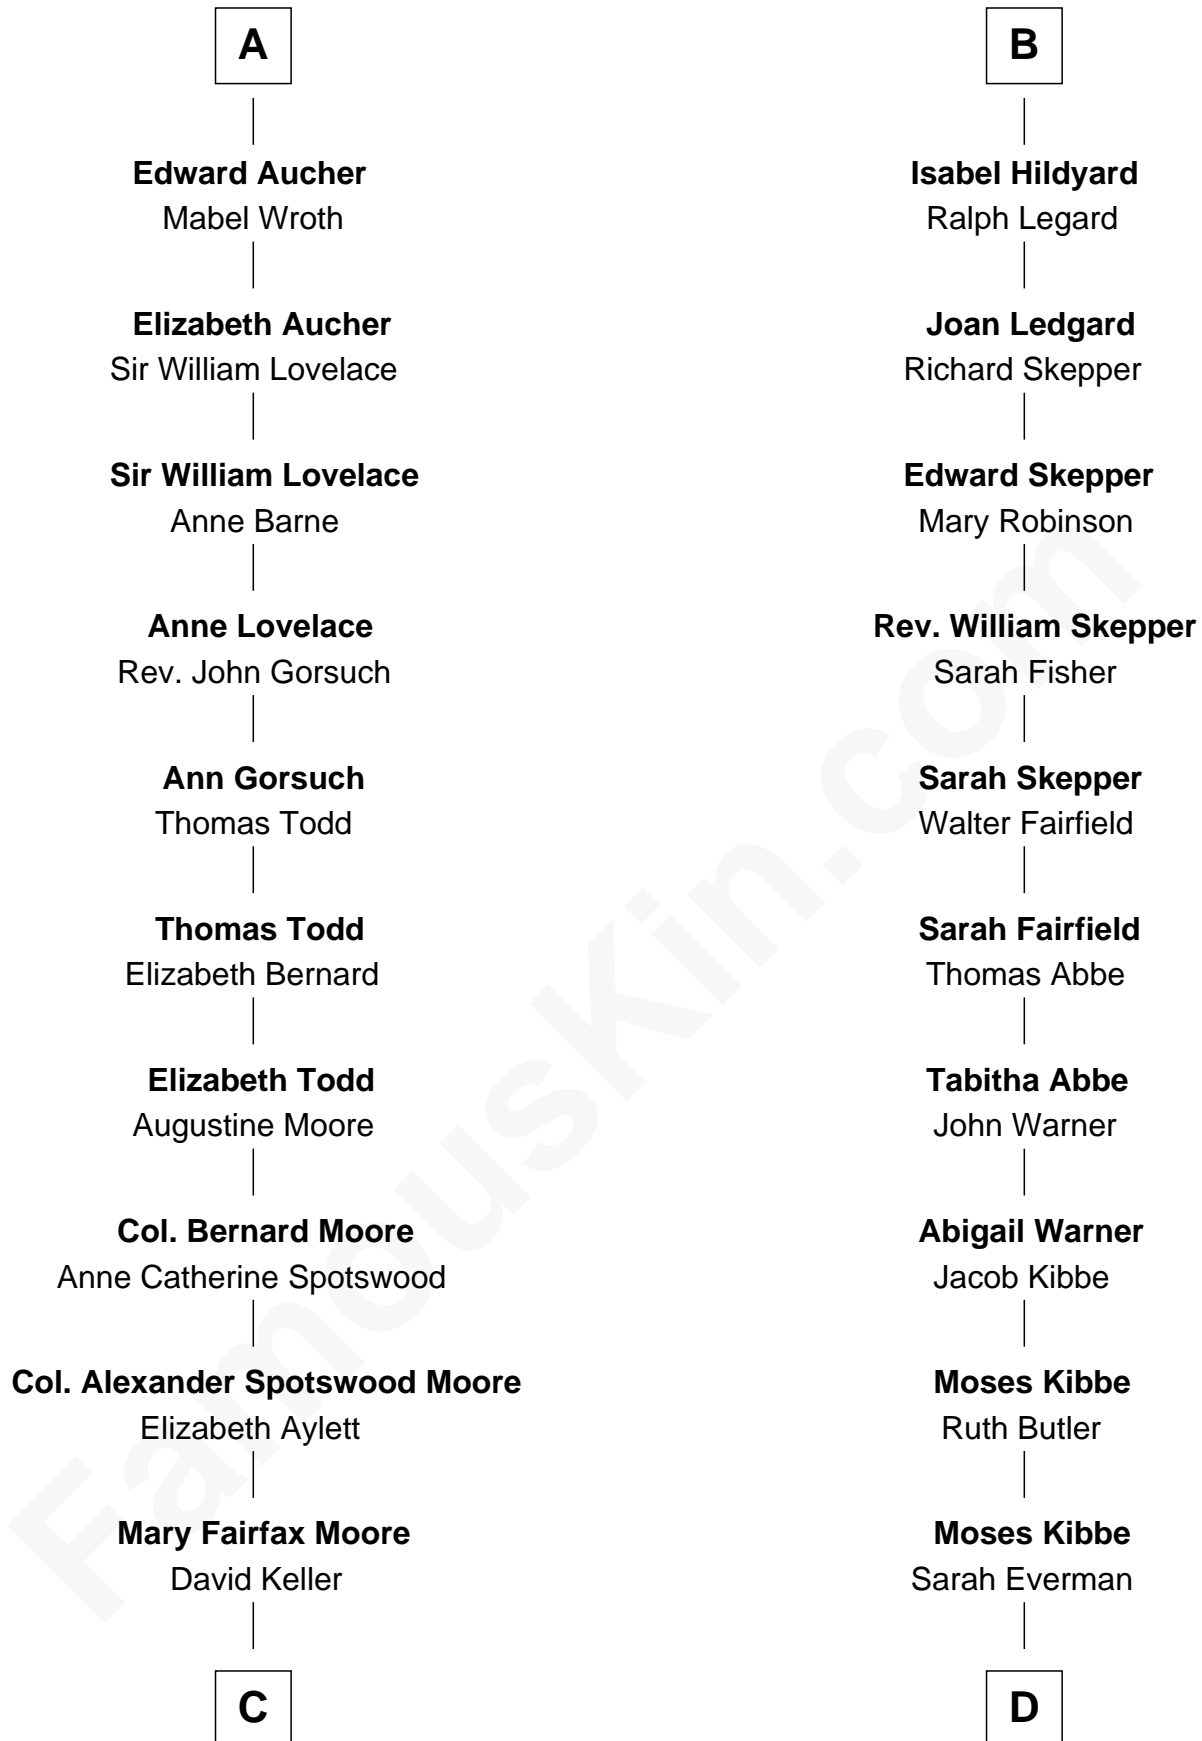 A
Edward Aucher
Mabel Wroth
Elizabeth Aucher
Sir William Lovelace
Sir William Lovelace
Anne Barne
Anne Lovelace
Rev. John Gorsuch
Ann Gorsuch
Thomas Todd
Thomas Todd
Elizabeth Bernard
Elizabeth Todd
Augustine Moore
Col. Bernard Moore
Anne Catherine Spotswood
Col. Alexander Spotswood Moore
Elizabeth Aylett
Mary Fairfax Moore
David Keller
C
B
Isabel Hildyard
Ralph Legard
Joan Ledgard
Richard Skepper
Edward Skepper
Mary Robinson
Rev. William Skepper
Sarah Fisher
Sarah Skepper
Walter Fairfield
Sarah Fairfield
Thomas Abbe
Tabitha Abbe
John Warner
Abigail Warner
Jacob Kibbe
Moses Kibbe
Ruth Butler
Moses Kibbe
Sarah Everman
D
FamousKin.com